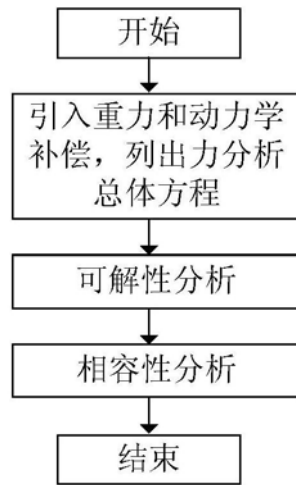 开始
引入重力和动力学
补偿，列出力分析
总体方程
可解性分析
相容性分析
结束